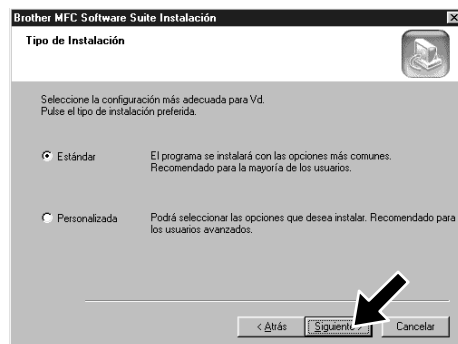 Brother MFC Software Suite Instalación
Tipo de Instalación
Seleccione la configuración más adecuada para Vd.
Pulse el tipo de instalación preferida.
Estándar
El programa se instalará con las opciones más comunes.
Recomendado para la mayoría de los usuarios.
Personalizada
Podrá seleccionar las opciones que desea instalar. Recomendado para
los usuarios avanzados.
< Atrás
Siguiente >
Cancelar